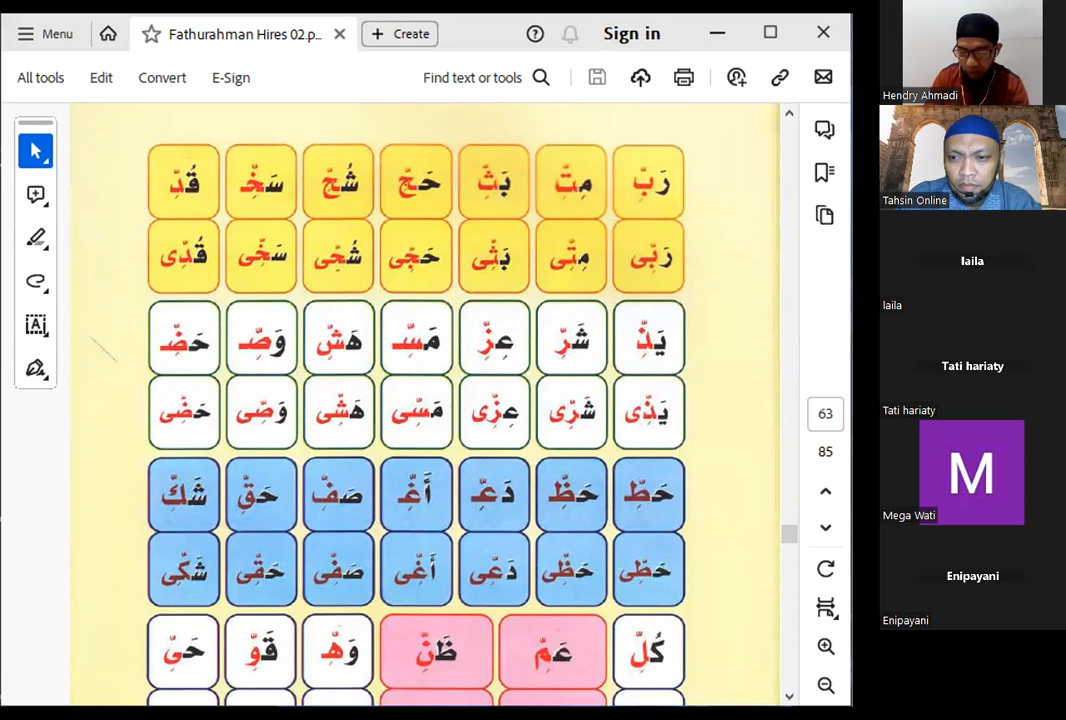 Menu
Fathurahman Hires 02.p...
Create
Sign in
All tools
Edit
Convert
E-Sign
Find text or tools
رَبِّ مِتِّ بَثِّ حَجِّ شُحِّ سَخِّ قُدِّ
رَبِّى مِتِّى بَثِّى حَجِّى شُحِّى سَخِّى قُدِّى
يَذِّ شَرِّ عِزِّ مَسِّ هَشِّ وَصِّ حَضِّ
يَذِّى شَرِّى عِزِّى مَسِّى هَشِّى وَصِّى حَضِّى
حَطِّ حَظِّ دَعِّ أَغِّ صَفِّ حَقِّ شَكِّ
حَطِّى حَظِّى دَعِّى أَغِّى صَفِّى حَقِّى شَكِّى
كُلِّ عَمِّ ظَنِّ وَهِّ قَوِّ حَيِّ
63
85
Hendry Ahmadi
Tahsin Online
laila
laila
Tati hariaty
Tati hariaty
M
Mega Wati
Enipayani
Enipayani